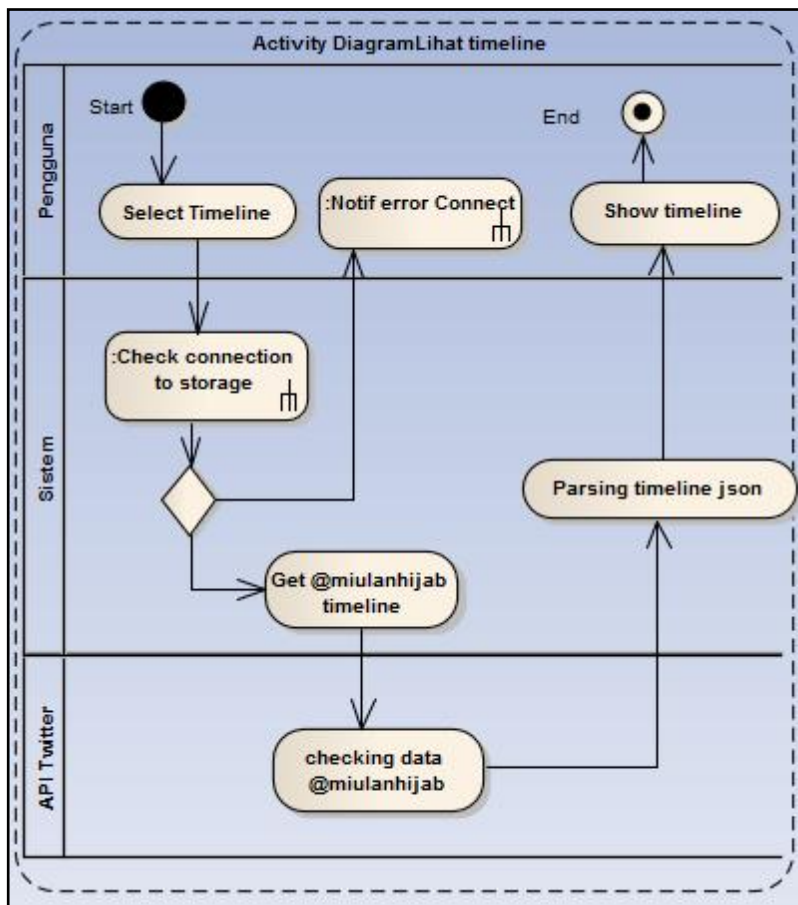 Activity DiagramLihat timeline
Pengguna
Start
End
Select Timeline
:Notif error Connect
Show timeline
Sistem
:Check connection
to storage
Parsing timeline json
Get @miulanhijab
timeline
API Twitter
checking data
@miulanhijab